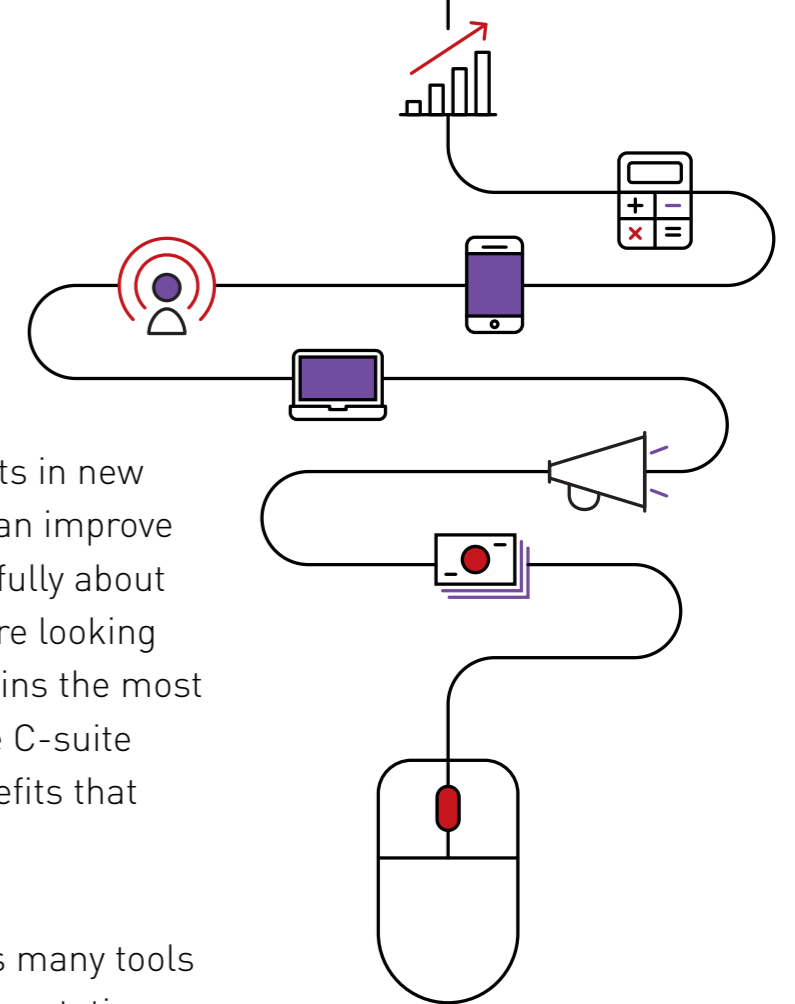 ts in new
an improve
fully about
re looking
ins the most
e C-suite
efits that
s many tools